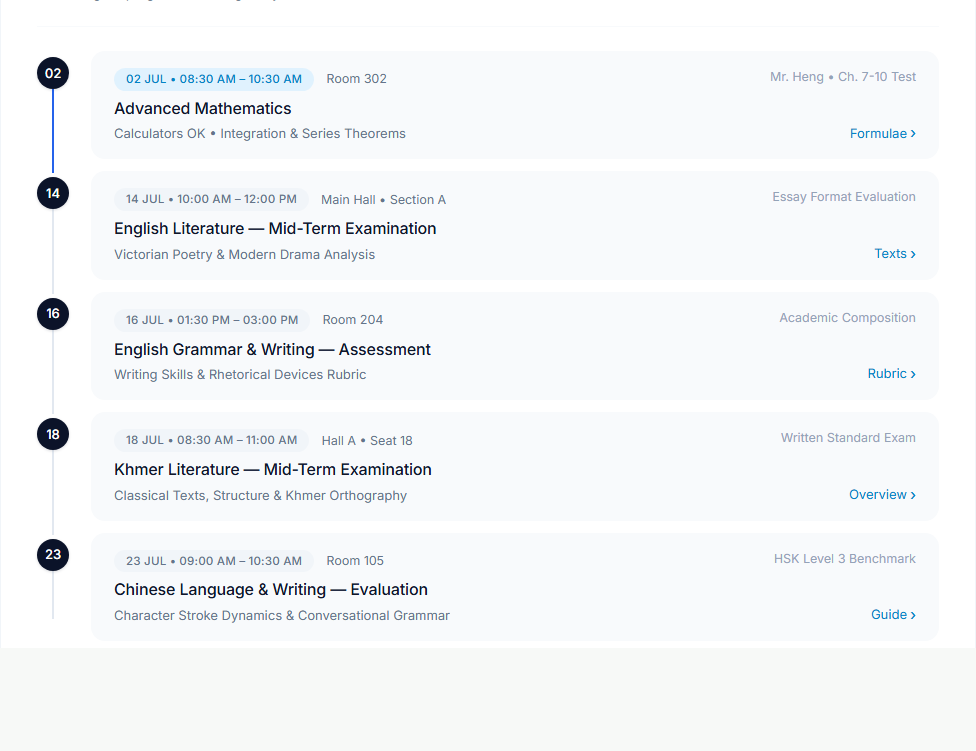 02
02 JUL • 08:30 AM – 10:30 AM Room 302 Mr. Heng • Ch. 7-10 Test
Advanced Mathematics
Calculators OK • Integration & Series Theorems Formulae ›
14
14 JUL • 10:00 AM – 12:00 PM Main Hall • Section A Essay Format Evaluation
English Literature — Mid-Term Examination
Victorian Poetry & Modern Drama Analysis Texts ›
16
16 JUL • 01:30 PM – 03:00 PM Room 204 Academic Composition
English Grammar & Writing — Assessment
Writing Skills & Rhetorical Devices Rubric Rubric ›
18
18 JUL • 08:30 AM – 11:00 AM Hall A • Seat 18 Written Standard Exam
Khmer Literature — Mid-Term Examination
Classical Texts, Structure & Khmer Orthography Overview ›
23
23 JUL • 09:00 AM – 10:30 AM Room 105 HSK Level 3 Benchmark
Chinese Language & Writing — Evaluation
Character Stroke Dynamics & Conversational Grammar Guide ›